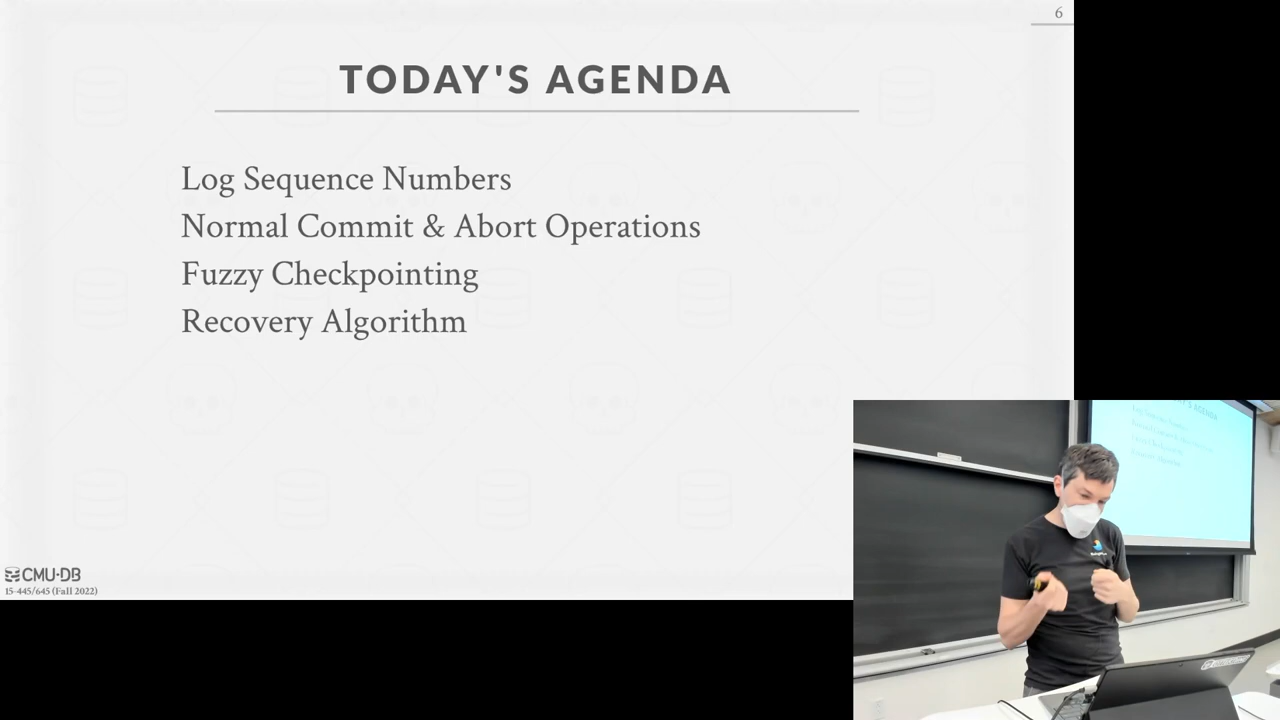 6
TODAY'S AGENDA
Log Sequence Numbers
Normal Commit & Abort Operations
Fuzzy Checkpointing
Recovery Algorithm
CMU·DB
15-445/645 (Fall 2022)